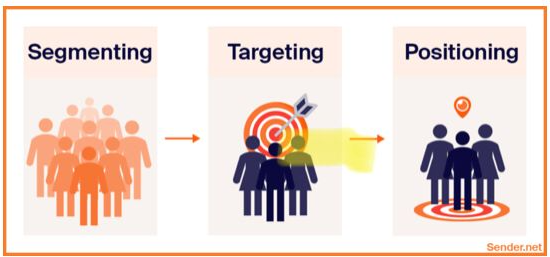 Segmenting
Targeting
Positioning
Sender.net